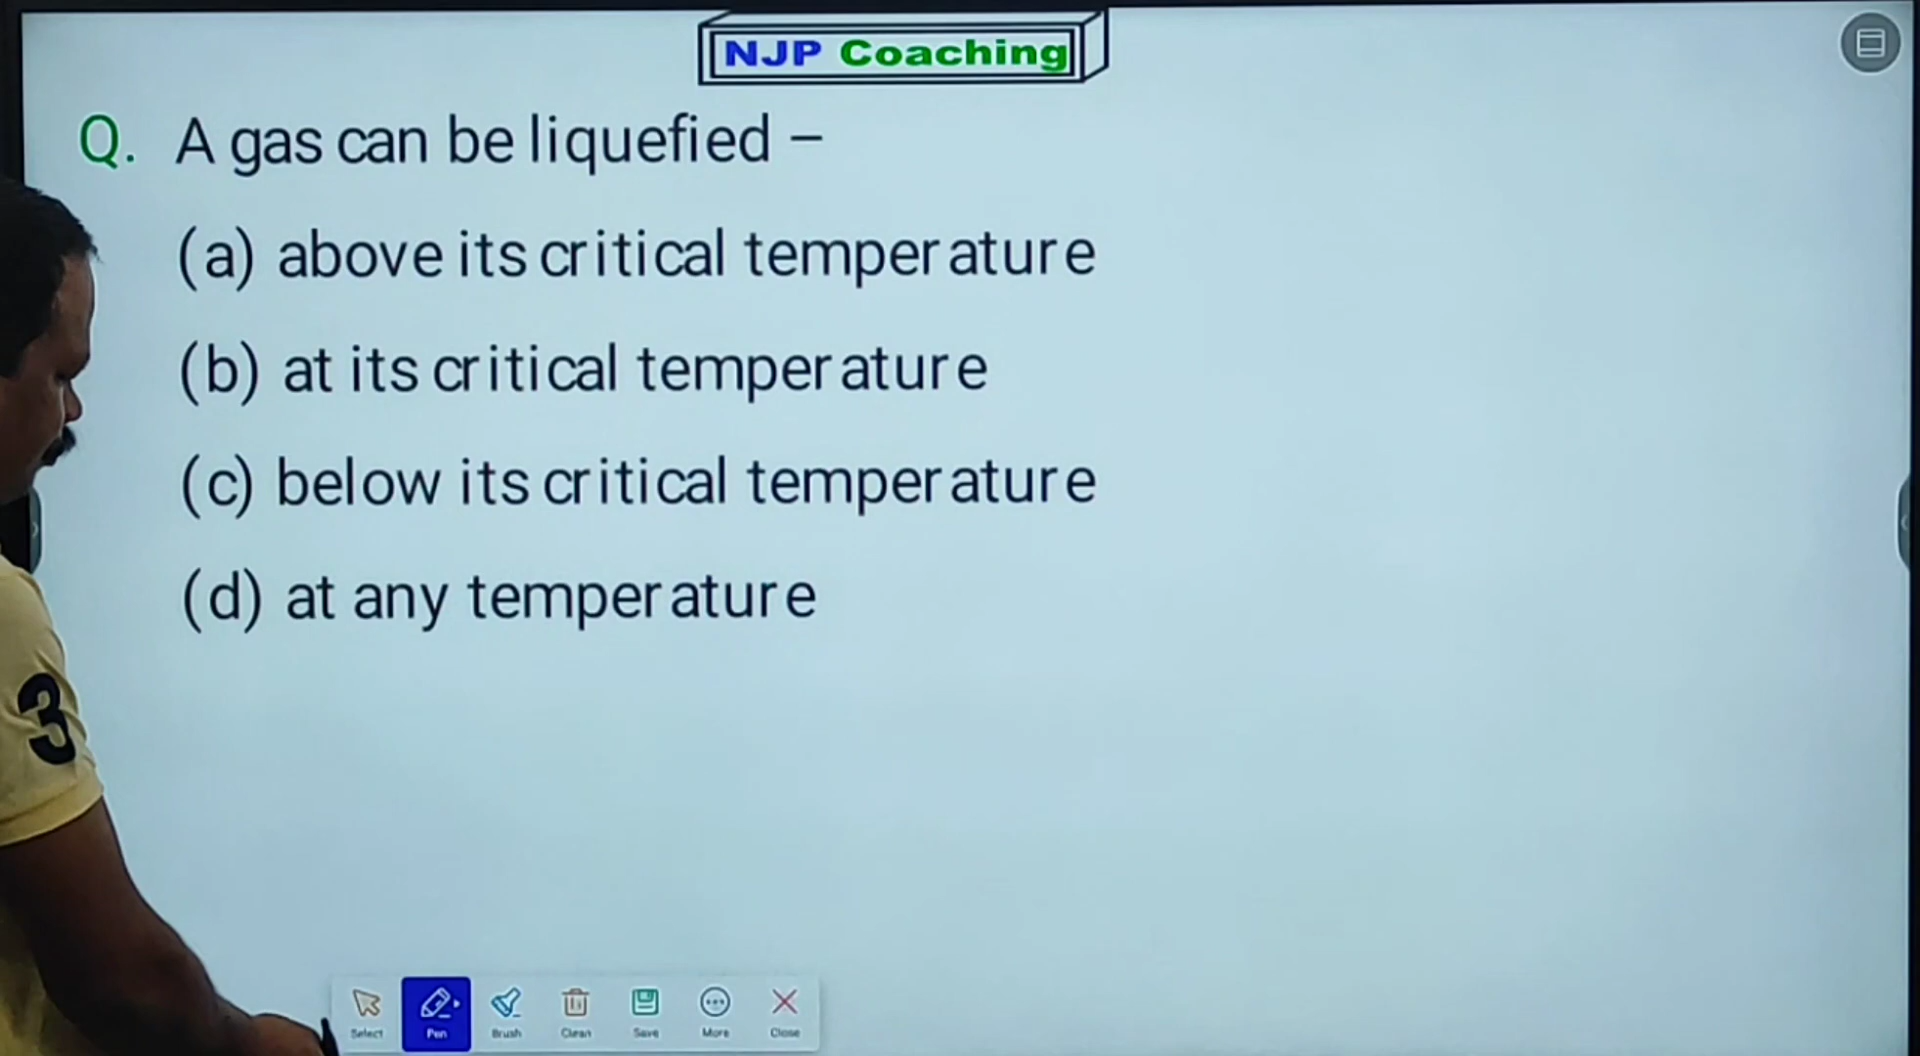 NJP Coaching
Q. A gas can be liquefied –
(a) above its critical temperature
(b) at its critical temperature
(c) below its critical temperature
(d) at any temperature
3
Select Pen Brush Clean Save More Close